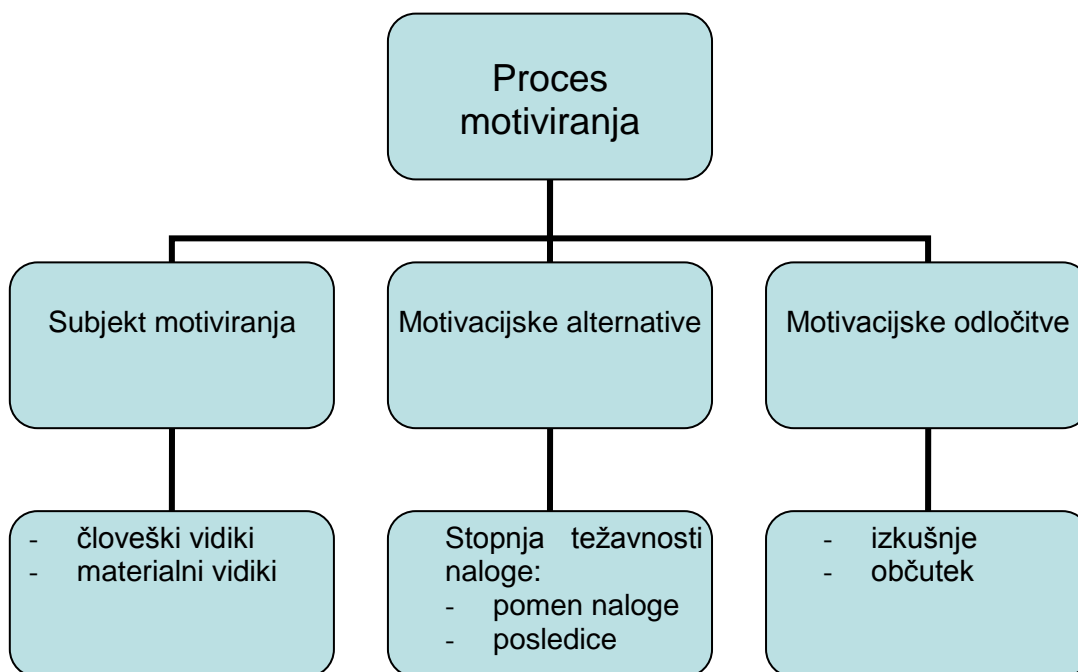 Proces
motiviranja
Subjekt motiviranja
Motivacijske alternative
Motivacijske odločitve
- človeški vidiki
- materialni vidiki
Stopnja težavnosti
naloge:
- pomen naloge
- posledice
- izkušnje
- občutek